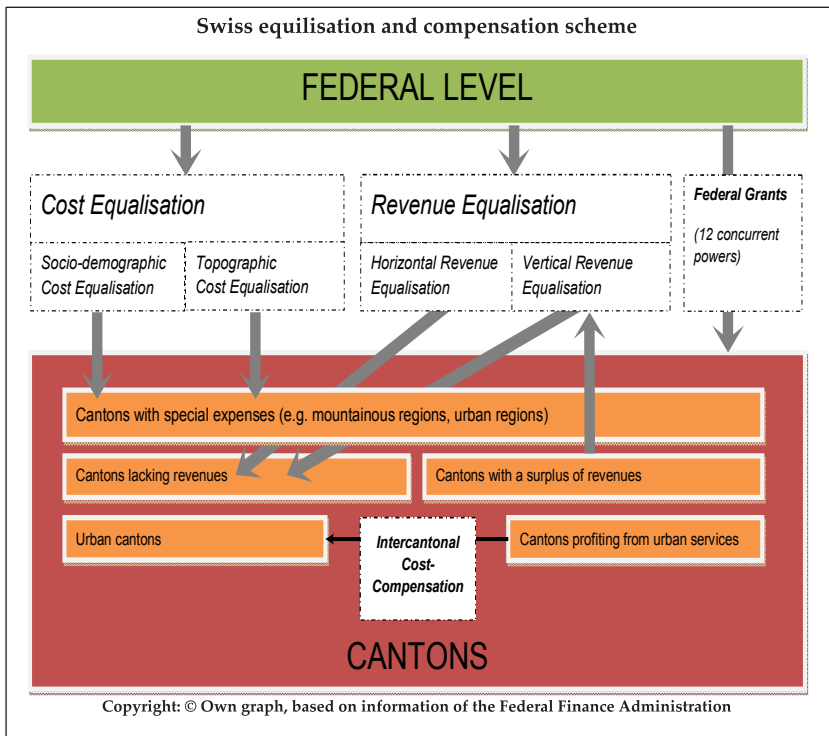 Swiss equilisation and compensation scheme
FEDERAL LEVEL
Cost Equalisation
Socio-demographic
Cost Equalisation
Topographic
Cost Equalisation
Revenue Equalisation
Horizontal Revenue
Equalisation
Vertical Revenue
Equalisation
Federal Grants
(12 concurrent
powers)
Cantons with special expenses (e.g. mountainous regions, urban regions)
Cantons lacking revenues
Cantons with a surplus of revenues
Urban cantons
Intercantonal
Cost-
Compensation
Cantons profiting from urban services
CANTONS
Copyright: © Own graph, based on information of the Federal Finance Administration